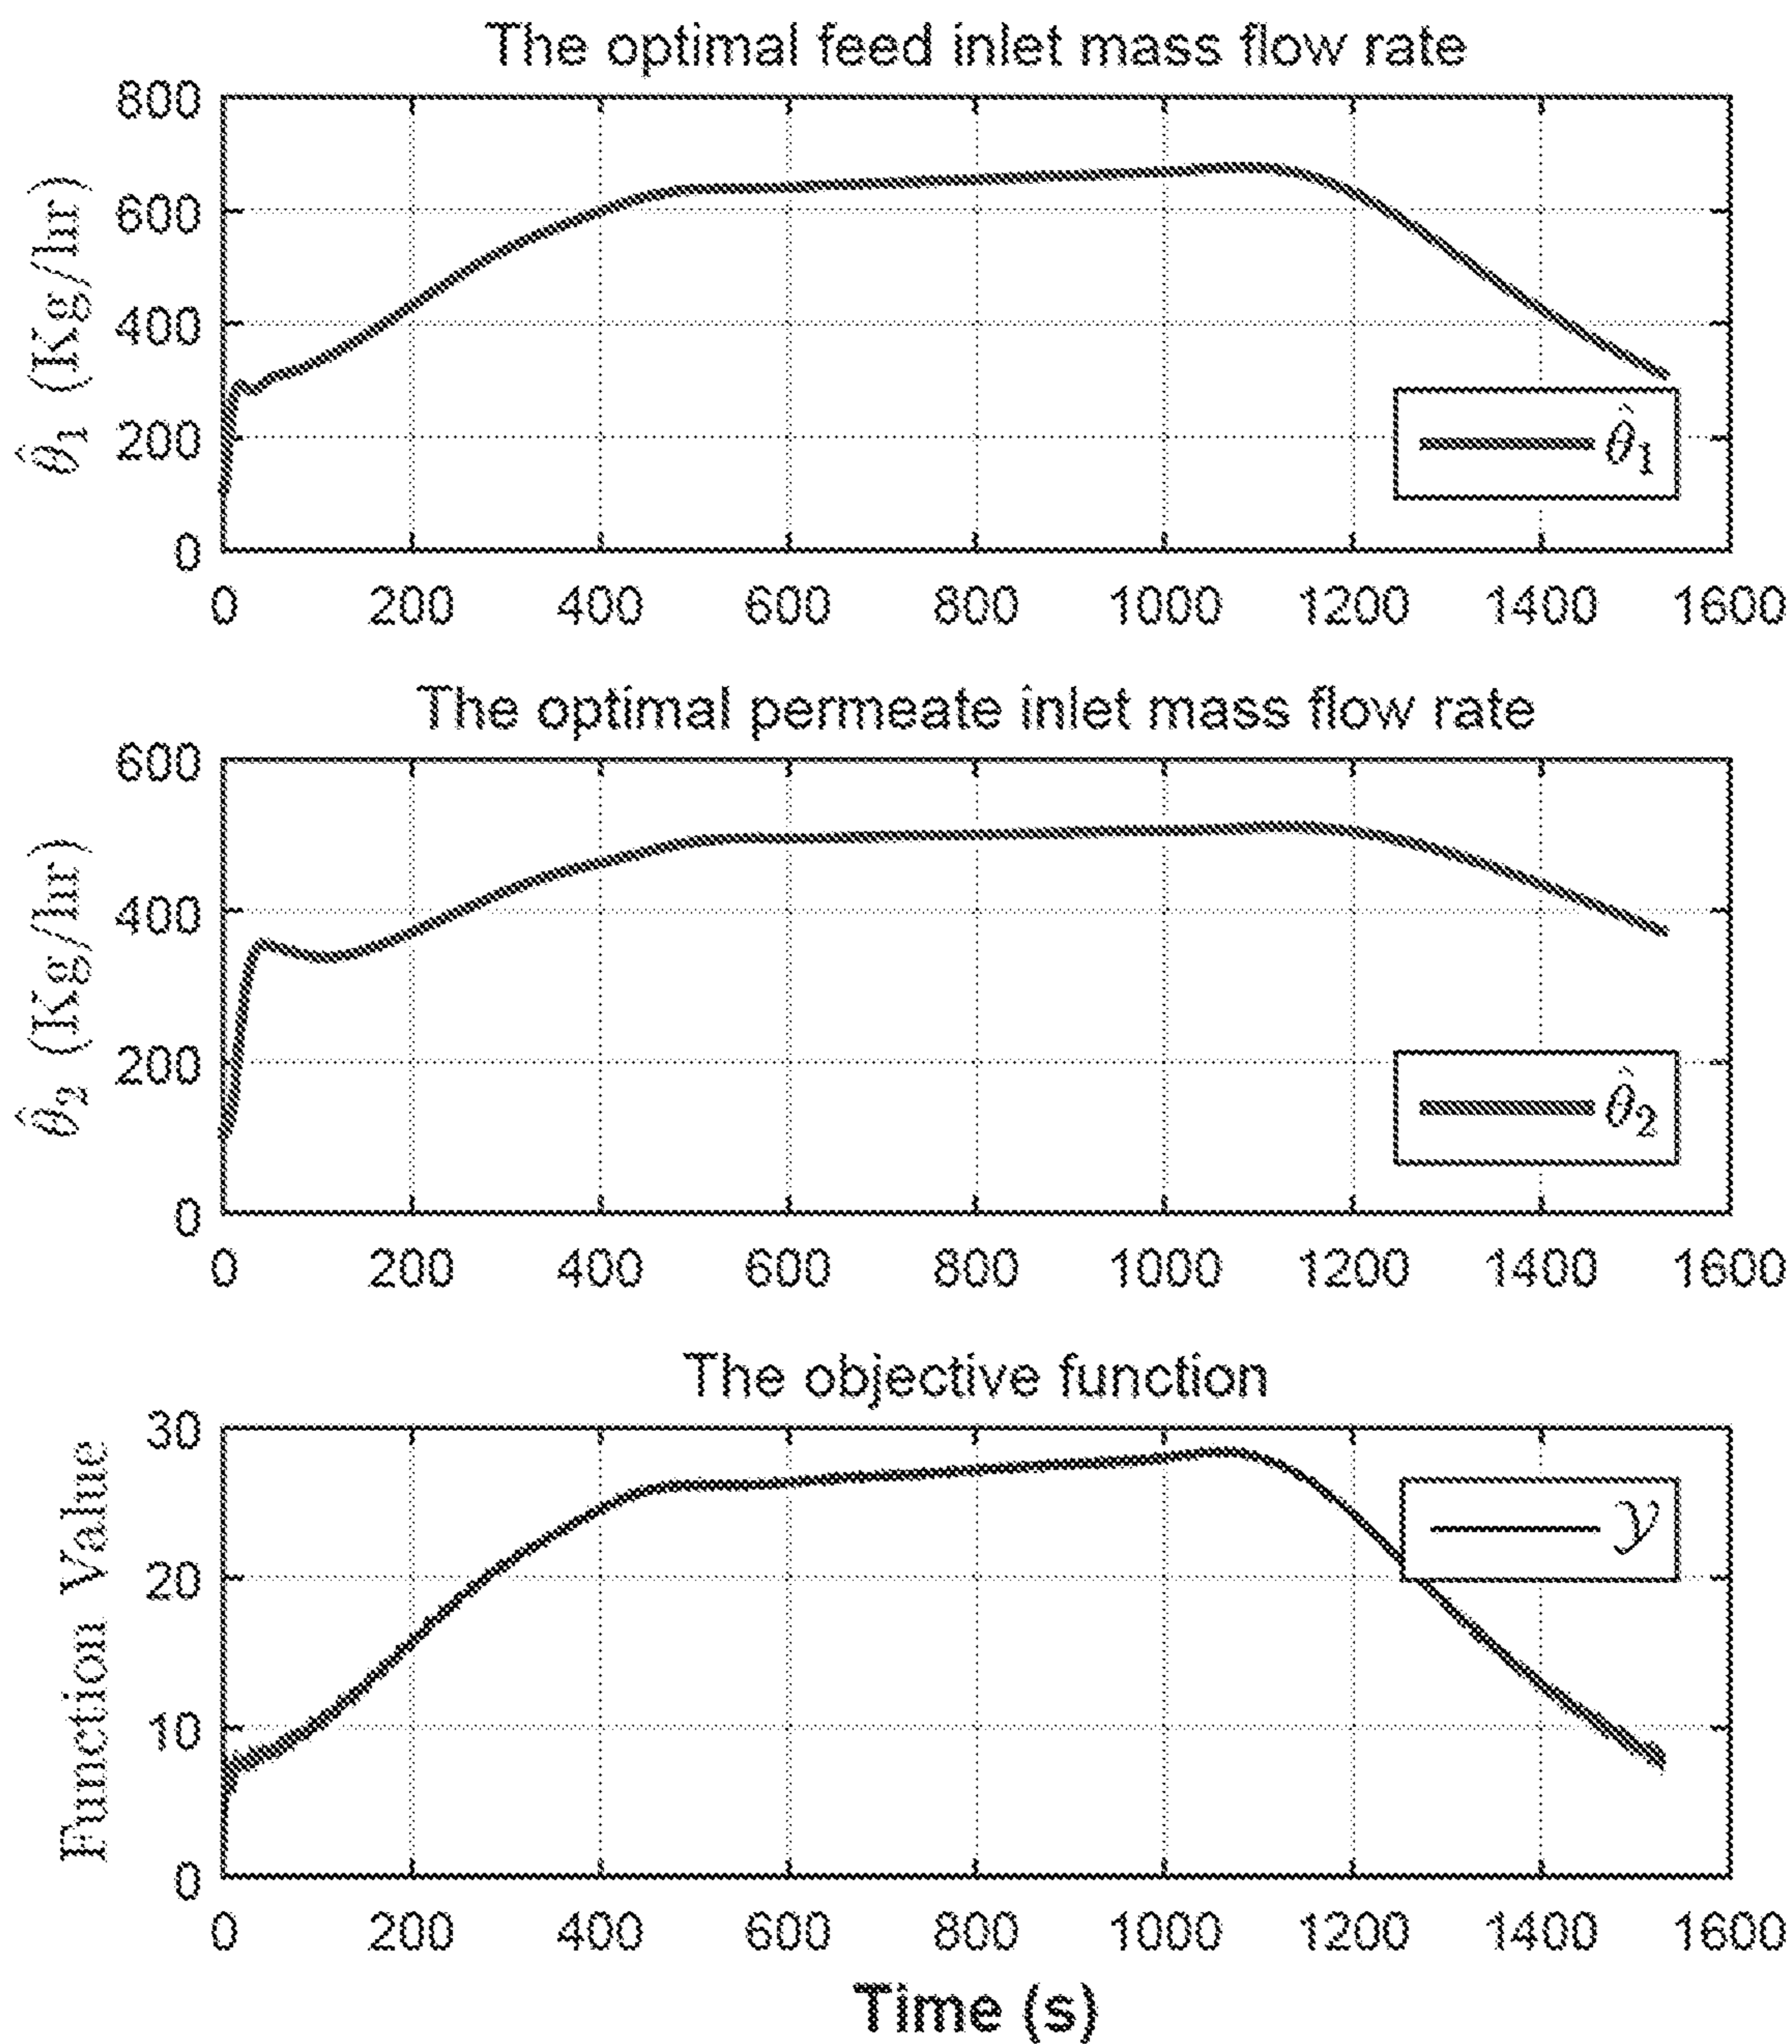 The optimal feed inlet mass flow rate
800
600
400
200
0
θ̂₁ (Kg/hr)
θ̂₁
0 200 400 600 800 1000 1200 1400 1600
The optimal permeate inlet mass flow rate
600
400
200
0
θ̂₂ (Kg/hr)
θ̂₂
0 200 400 600 800 1000 1200 1400 1600
The objective function
30
20
10
0
Function Value
y
0 200 400 600 800 1000 1200 1400 1600
Time (s)